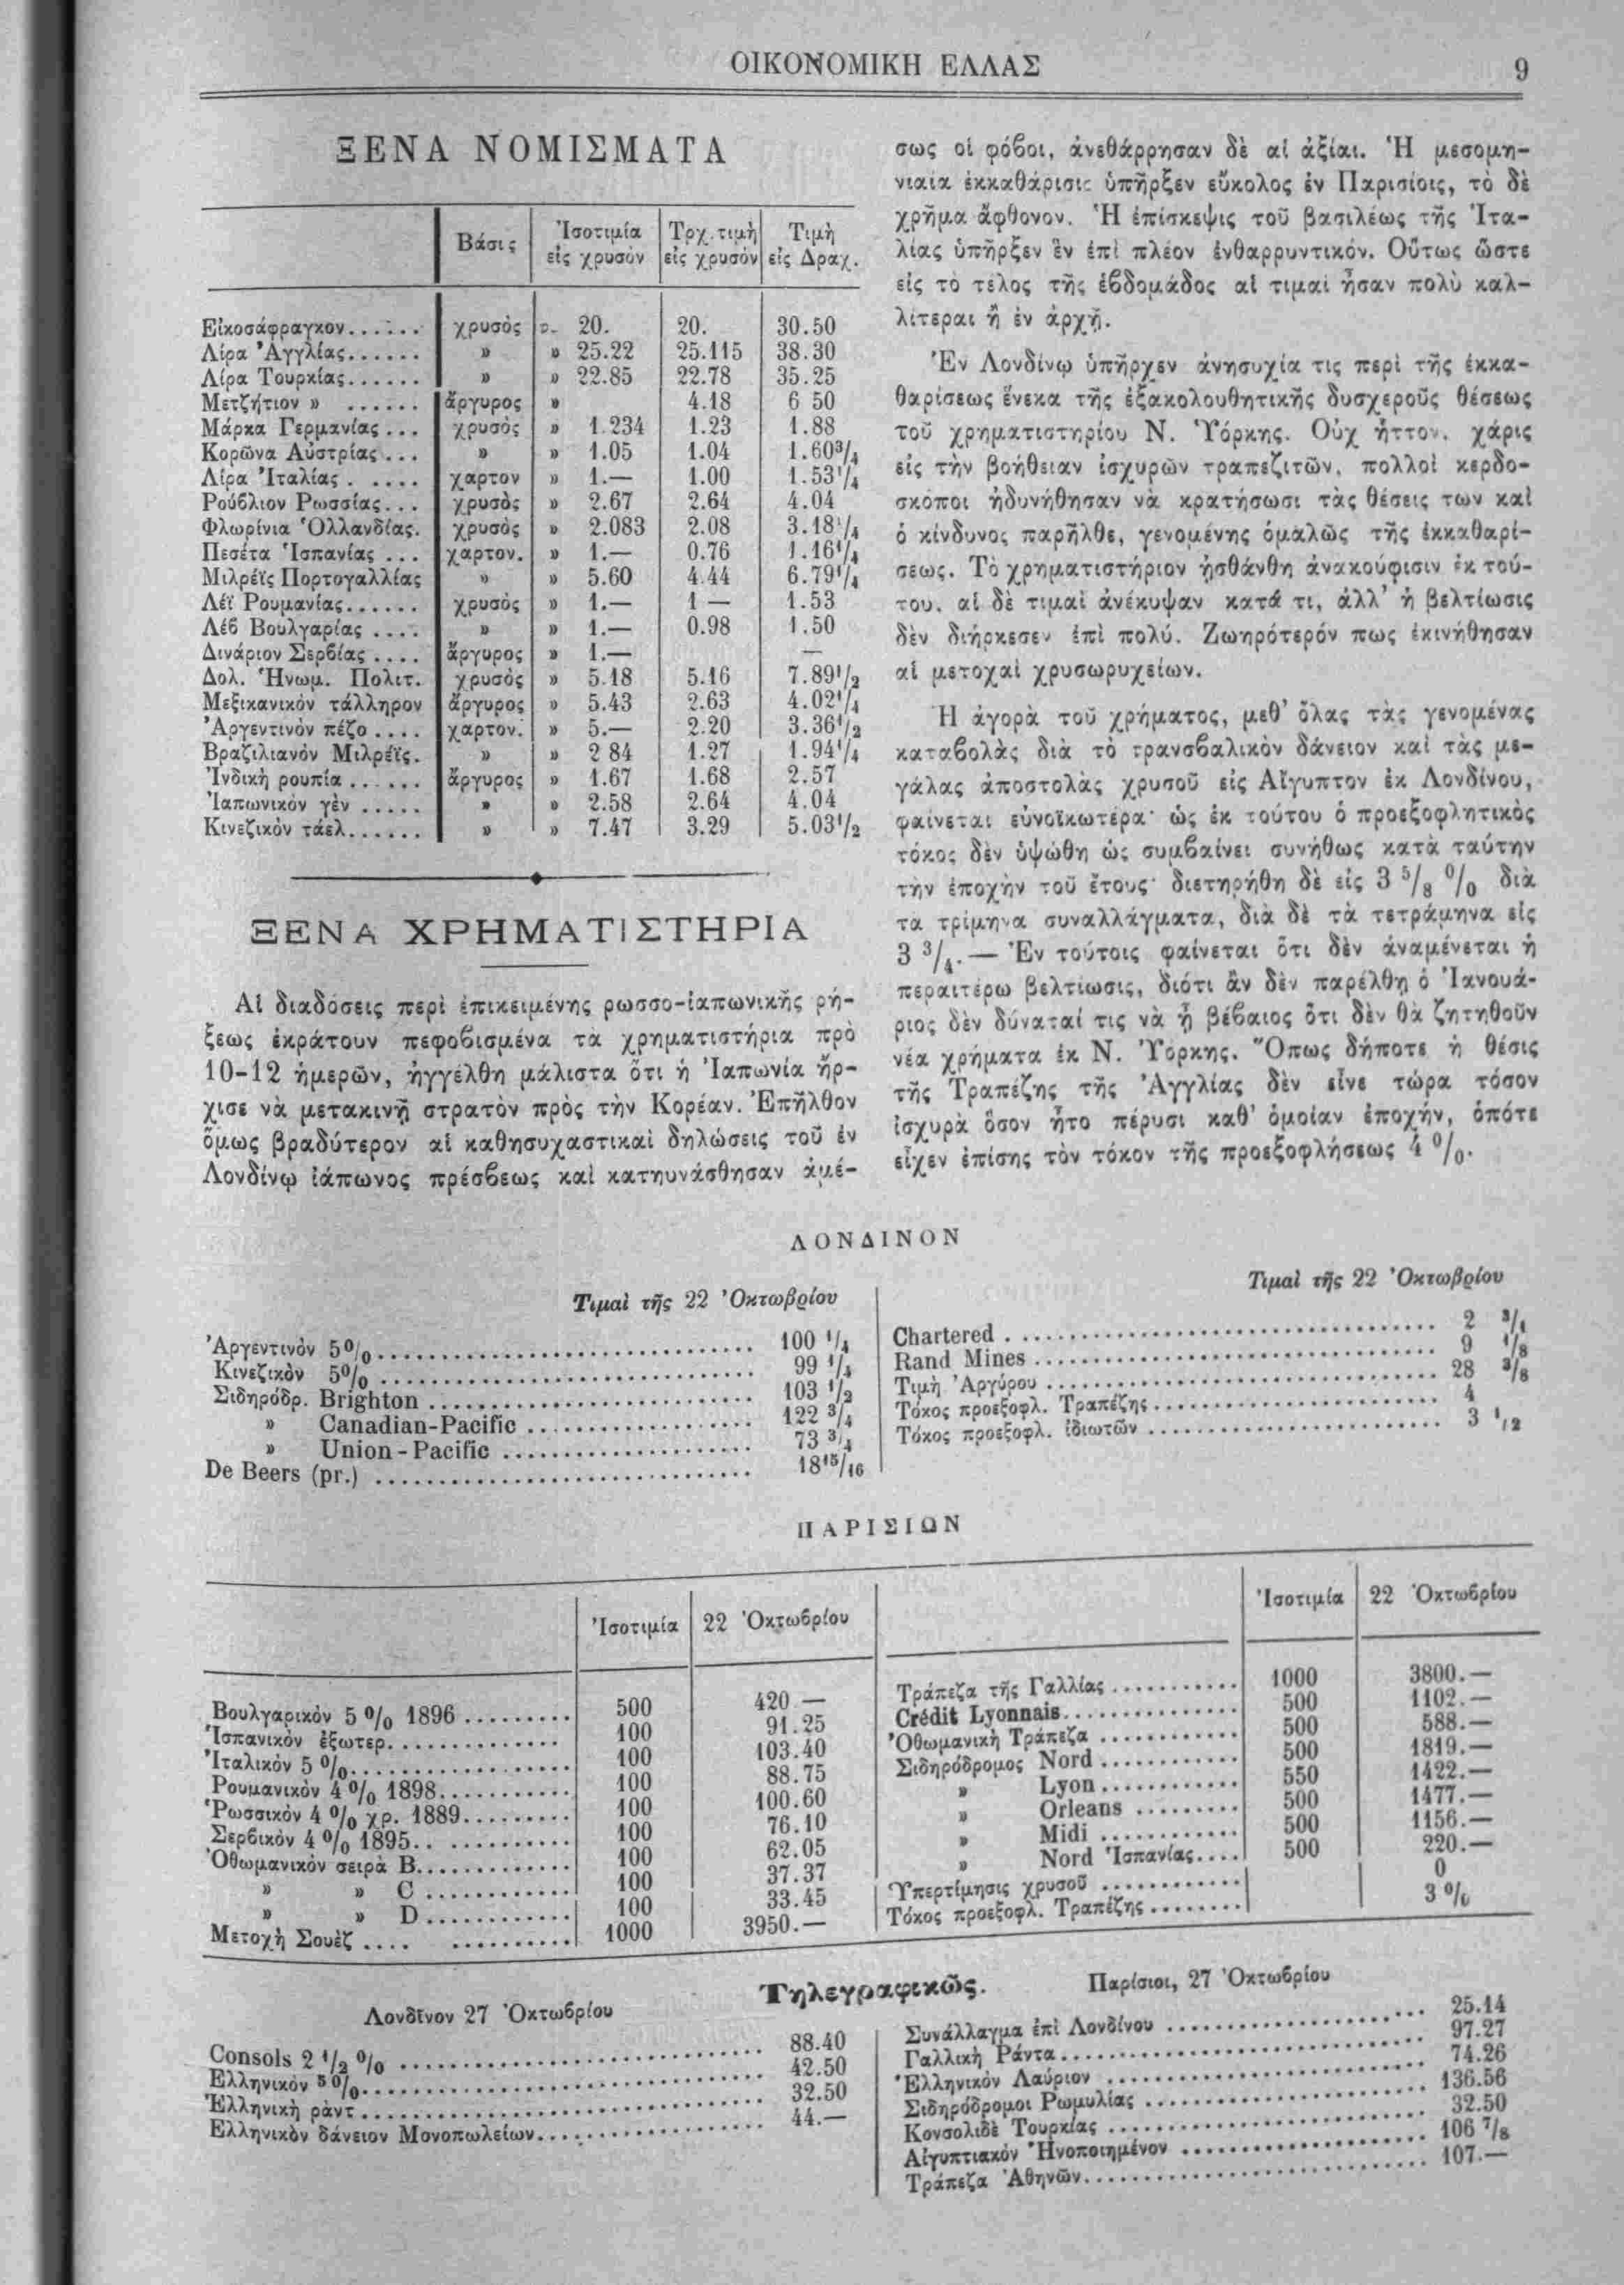 ΟΙΚΟΝΟΜΙΚΗ ΕΛΛΑΣ 9
ΞΕΝΑ ΝΟΜΙΣΜΑΤΑ
Βάσις Ἰσοτιμία εἰς χρυσὸν Τρχ. τιμὴ εἰς χρυσόν Τιμὴ εἰς Δραχ.
Εἰκοσάφραγκον...... χρυσὸς 20. 20. 30.50
Λίρα Ἀγγλίας...... » » 25.22 25.115 38.30
Λίρα Τουρκίας...... » » 22.85 22.78 35.25
Μετζήτιον » ...... ἄργυρος » 4.18 6 50
Μάρκα Γερμανίας... χρυσὸς » 1.234 1.23 1.88
Κορῶνα Αὐστρίας... » » 1.05 1.04 1.60³/₄
Λίρα Ἰταλίας..... χαρτον » 1.— 1.00 1.53¹/₄
Ρούβλιον Ρωσσίας... χρυσὸς » 2.67 2.64 4.04
Φλωρίνια Ὁλλανδίας. χρυσὸς » 2.083 2.08 3.18¹/₄
Πεσέτα Ἱσπανίας... χαρτον. » 1.— 0.76 1.16¹/₄
Μιλρέϊς Πορτογαλλίας » » 5.60 4.44 6.79¹/₄
Λέϊ Ρουμανίας...... χρυσὸς » 1.— 1 — 1.53
Λέβ Βουλγαρίας .... » » 1.— 0.98 1.50
Δινάριον Σερβίας.... ἄργυρος » 1.— —
Δολ. Ἡνωμ. Πολιτ. χρυσὸς » 5.18 5.16 7.89¹/₂
Μεξικανικὸν τάλληρον ἄργυρος » 5.43 2.63 4.02¹/₄
Ἀργεντινὸν πέζο.... χαρτον. » 5.— 2.20 3.36¹/₂
Βραζιλιανὸν Μιλρέϊς. » » 2 84 1.27 1.94¹/₄
Ἰνδικὴ ρουπία...... ἄργυρος » 1.67 1.68 2.57
Ἰαπωνικὸν γὲν ..... » » 2.58 2.64 4.04
Κινεζικὸν τάελ...... » » 7.47 3.29 5.03¹/₂
ΞΕΝΑ ΧΡΗΜΑΤΙΣΤΗΡΙΑ
Αἱ διαδόσεις περὶ ἐπικειμένης ρωσσο-ἰαπωνικῆς ρή-
ξεως ἐκράτουν πεφοβισμένα τὰ χρηματιστήρια πρὸ
10-12 ἡμερῶν, ἠγγέλθη μάλιστα ὅτι ἡ Ἰαπωνία ἤρ-
χισε νὰ μετακινῇ στρατὸν πρὸς τὴν Κορέαν. Ἐπῆλθον
ὅμως βραδύτερον αἱ καθησυχαστικαὶ δηλώσεις τοῦ ἐν
Λονδίνῳ ἰάπωνος πρέσβεως καὶ κατηυνάσθησαν ἀμέ-
σως οἱ φόβοι, ἀνεθάρρησαν δὲ αἱ ἀξίαι. Ἡ μεσομη-
νιαία ἐκκαθάρισις ὑπῆρξεν εὔκολος ἐν Παρισίοις, τὸ δὲ
χρῆμα ἄφθονον. Ἡ ἐπίσκεψις τοῦ βασιλέως τῆς Ἰτα-
λίας ὑπῆρξεν ἓν ἐπὶ πλέον ἐνθαρρυντικόν. Οὕτως ὥστε
εἰς τὸ τέλος τῆς ἑβδομάδος αἱ τιμαὶ ἦσαν πολὺ καλ-
λίτεραι ἢ ἐν ἀρχῇ.
Ἐν Λονδίνῳ ὑπῆρχεν ἀνησυχία τις περὶ τῆς ἐκκα-
θαρίσεως ἕνεκα τῆς ἐξακολουθητικῆς δυσχεροῦς θέσεως
τοῦ χρηματιστηρίου Ν. Ὑόρκης. Οὐχ ἧττον, χάρις
εἰς τὴν βοήθειαν ἰσχυρῶν τραπεζιτῶν, πολλοὶ κερδο-
σκόποι ἠδυνήθησαν νὰ κρατήσωσι τὰς θέσεις των καὶ
ὁ κίνδυνος παρῆλθε, γενομένης ὁμαλῶς τῆς ἐκκαθαρί-
σεως. Τὸ χρηματιστήριον ᾐσθάνθη ἀνακούφισιν ἐκ τού-
του, αἱ δὲ τιμαὶ ἀνέκυψαν κατά τι, ἀλλ' ἡ βελτίωσις
δὲν διήρκεσεν ἐπὶ πολύ. Ζωηρότερόν πως ἐκινήθησαν
αἱ μετοχαὶ χρυσωρυχείων.
Ἡ ἀγορὰ τοῦ χρήματος, μεθ' ὅλας τὰς γενομένας
καταβολὰς διὰ τὸ τρανσβαλικὸν δάνειον καὶ τὰς με-
γάλας ἀποστολὰς χρυσοῦ εἰς Αἴγυπτον ἐκ Λονδίνου,
φαίνεται εὐνοϊκωτέρα· ὡς ἐκ τούτου ὁ προεξοφλητικὸς
τόκος δὲν ὑψώθη ὡς συμβαίνει συνήθως κατὰ ταύτην
τὴν ἐποχὴν τοῦ ἔτους· διετηρήθη δὲ εἰς 3 ⁵/₈ ⁰/₀ διὰ
τὰ τρίμηνα συναλλάγματα, διὰ δὲ τὰ τετράμηνα εἰς
3 ³/₄.— Ἐν τούτοις φαίνεται ὅτι δὲν ἀναμένεται ἡ
περαιτέρω βελτίωσις, διότι ἂν δὲν παρέλθῃ ὁ Ἰανουά-
ριος δὲν δύναταί τις νὰ ᾖ βέβαιος ὅτι δὲν θὰ ζητηθοῦν
νέα χρήματα ἐκ Ν. Ὑόρκης. Ὅπως δήποτε ἡ θέσις
τῆς Τραπέζης τῆς Ἀγγλίας δὲν εἶνε τώρα τόσον
ἰσχυρὰ ὅσον ἦτο πέρυσι καθ' ὁμοίαν ἐποχήν, ὁπότε
εἶχεν ἐπίσης τὸν τόκον τῆς προεξοφλήσεως 4 ⁰/₀.
ΛΟΝΔΙΝΟΝ
Τιμαὶ τῆς 22 Ὀκτωβρίου
Ἀργεντινὸν 5⁰/₀ 100 ¹/₄
Κινεζικὸν 5⁰/₀ 99 ¹/₄
Σιδηρόδρ. Brighton 103 ¹/₂
» Canadian-Pacific 122 ³/₄
» Union-Pacific 73 ³/₄
De Beers (pr.) 18¹⁵/₁₆
Τιμαὶ τῆς 22 Ὀκτωβρίου
Chartered 2 ³/₄
Rand Mines 9 ¹/₈
Τιμὴ Ἀργύρου 28 ³/₈
Τόκος προεξοφλ. Τραπέζης 4
Τόκος προεξοφλ. ἰδιωτῶν 3 ¹/₂
ΠΑΡΙΣΙΩΝ
Ἰσοτιμία 22 Ὀκτωβρίου
Βουλγαρικὸν 5 ⁰/₀ 1896 500 420 —
Ἱσπανικὸν ἐξωτερ. 100 91.25
Ἰταλικὸν 5 ⁰/₀ 100 103.40
Ρουμανικὸν 4⁰/₀ 1898 100 88.75
Ῥωσσικὸν 4 ⁰/₀ χρ. 1889 100 100.60
Σερβικὸν 4 ⁰/₀ 1895 100 76.10
Ὀθωμανικὸν σειρὰ Β 100 62.05
» » C 100 37.37
» » D 100 33.45
Μετοχὴ Σουὲζ 1000 3950.—
Ἰσοτιμία 22 Ὀκτωβρίου
Τράπεζα τῆς Γαλλίας 1000 3800.—
Crédit Lyonnais 500 1102.—
Ὀθωμανικὴ Τράπεζα 500 588.—
Σιδηρόδρομος Nord 500 1819.—
» Lyon 550 1422.—
» Orleans 500 1477.—
» Midi 500 1156.—
» Nord Ἱσπανίας 500 220.—
Ὑπερτίμησις χρυσοῦ 0
Τόκος προεξοφλ. Τραπέζης 3 ⁰/₀
Τηλεγραφικῶς.
Λονδῖνον 27 Ὀκτωβρίου
Consols 2 ¹/₂ ⁰/₀ 88.40
Ἑλληνικὸν 5 ⁰/₀ 42.50
Ἑλληνικὴ ρὰντ 32.50
Ἑλληνικὸν δάνειον Μονοπωλείων 44.—
Παρίσιοι, 27 Ὀκτωβρίου
Συνάλλαγμα ἐπὶ Λονδίνου 25.14
Γαλλικὴ Ράντα 97.27
Ἑλληνικὸν Λαύριον 74.26
Σιδηρόδρομοι Ρωμυλίας 136.56
Κονσολιδὲ Τουρκίας 32.50
Αἰγυπτιακὸν Ἡνοποιημένον 106 ⁷/₈
Τράπεζα Ἀθηνῶν 107.—